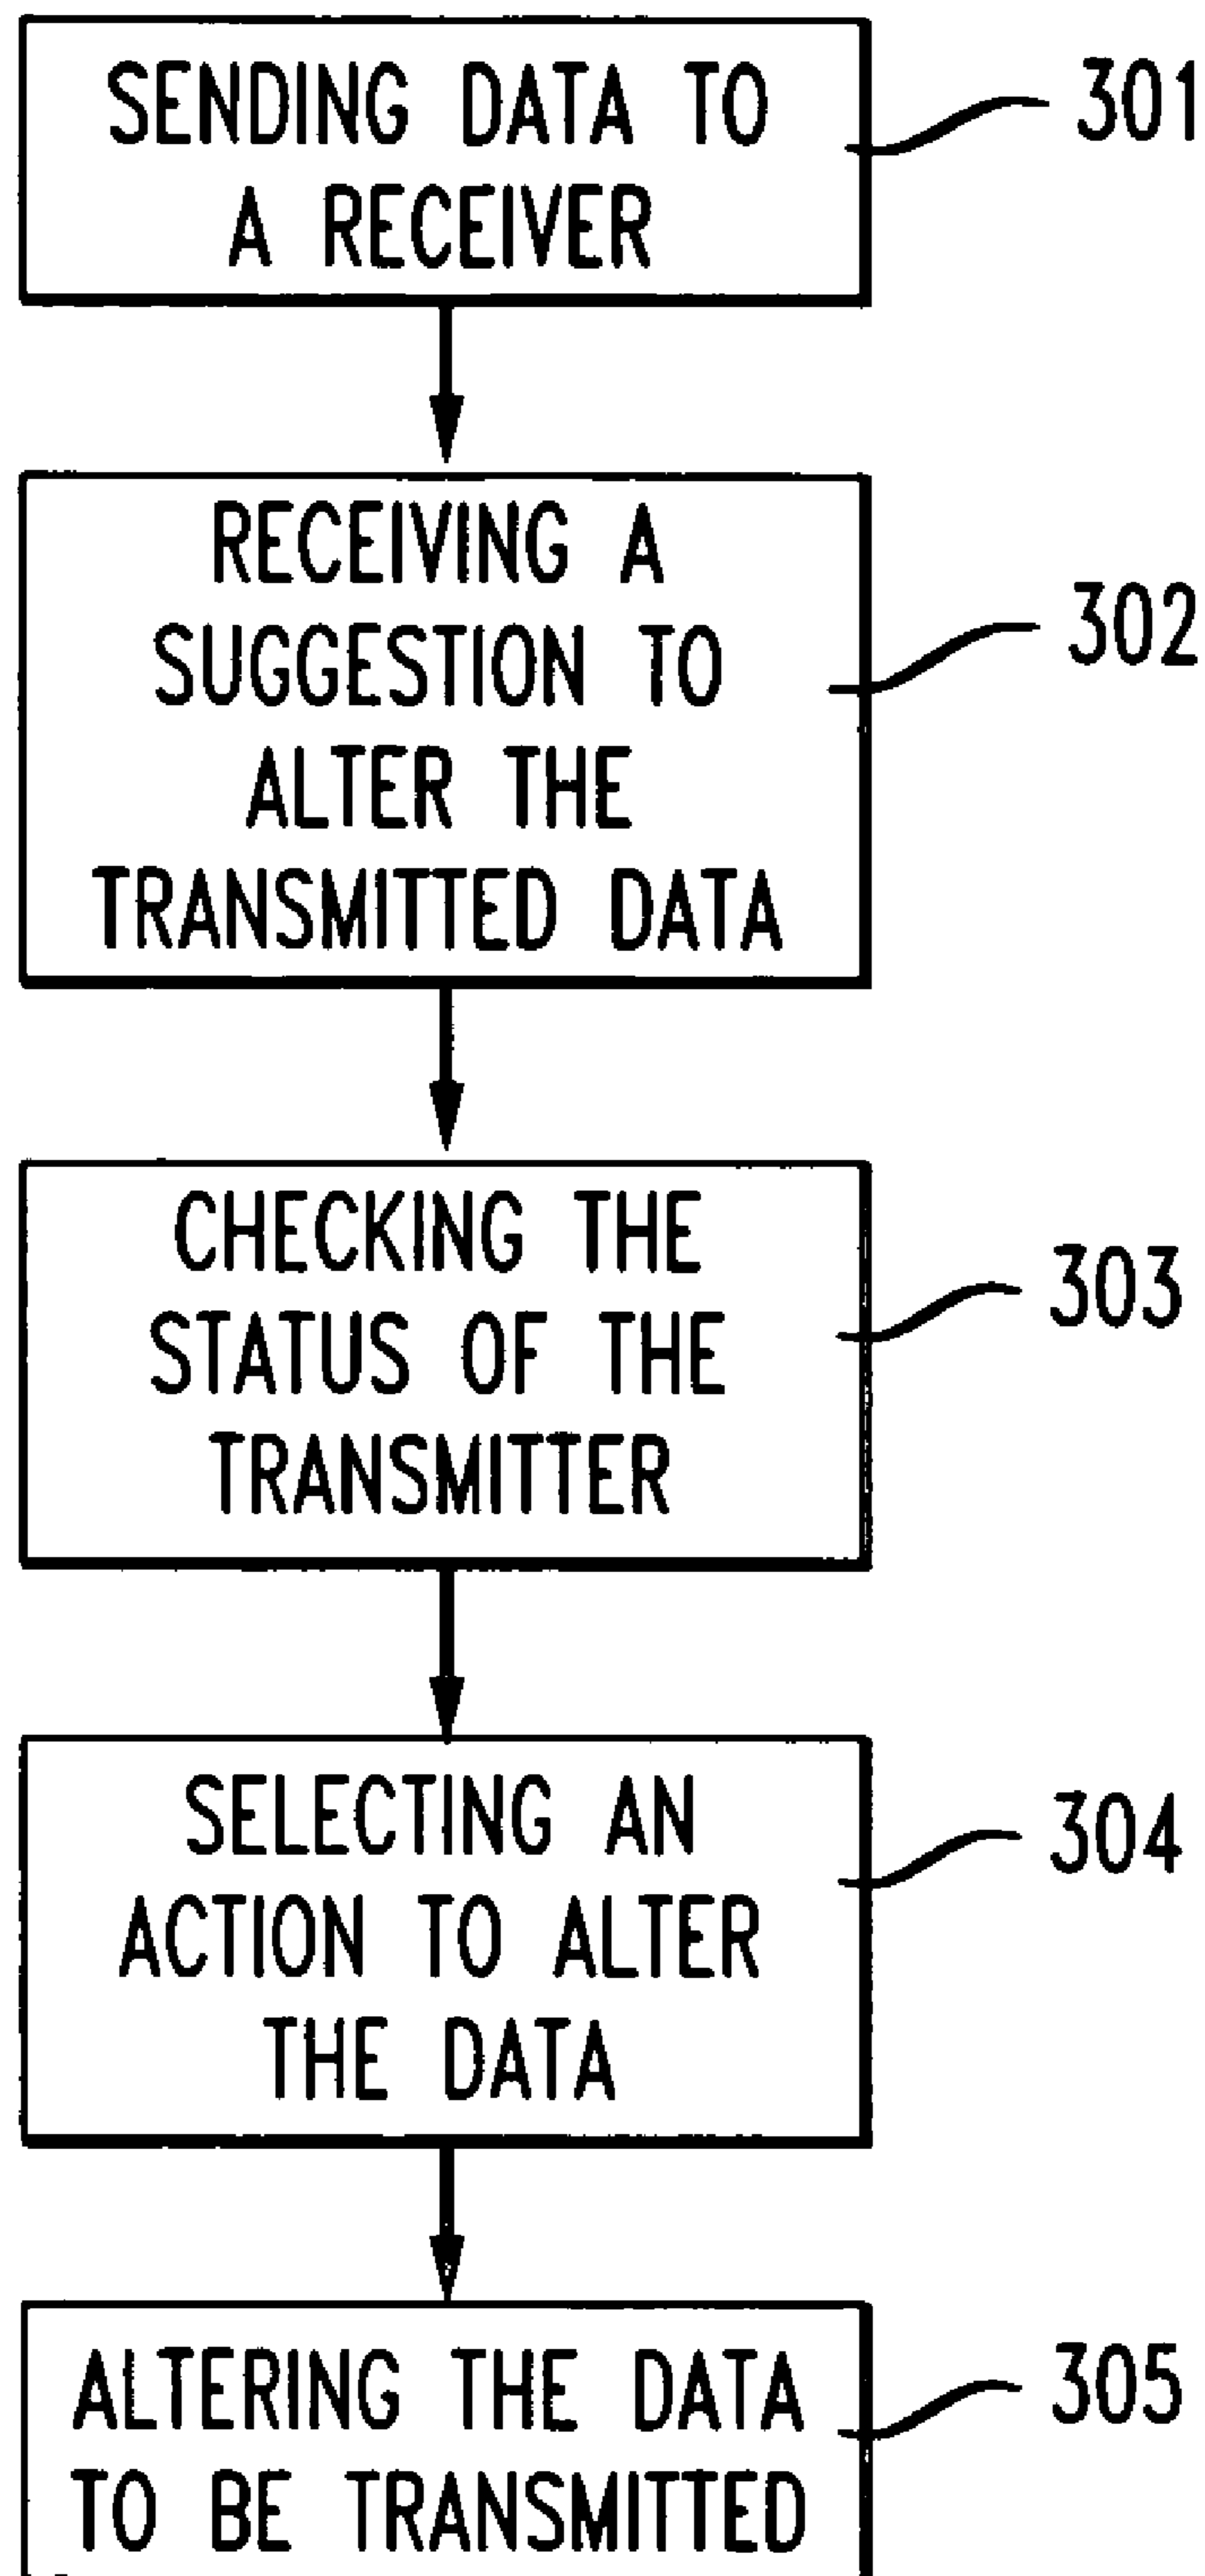 SENDING DATA TO
A RECEIVER
301
RECEIVING A
SUGGESTION TO
ALTER THE
TRANSMITTED DATA
302
CHECKING THE
STATUS OF THE
TRANSMITTER
303
SELECTING AN
ACTION TO ALTER
THE DATA
304
ALTERING THE DATA
TO BE TRANSMITTED
305